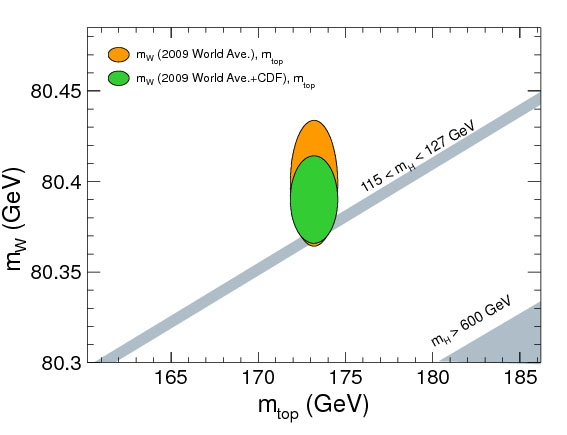 m_W (2009 World Ave.), m_top
m_W (2009 World Ave.+CDF), m_top
80.45
80.4
80.35
80.3
m_W (GeV)
115 < m_H < 127 GeV
m_H > 600 GeV
165
170
175
180
185
m_top (GeV)